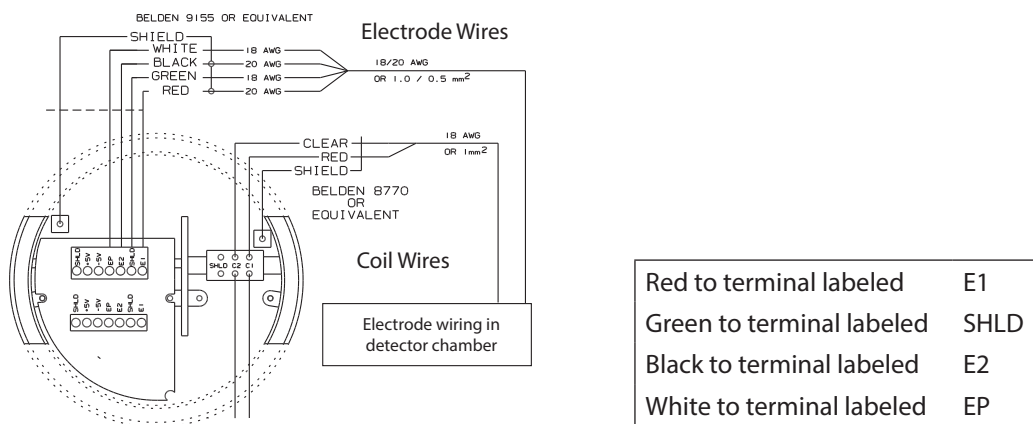 BELDEN 9155 OR EQUIVALENT
Electrode Wires
SHIELD
WHITE 18 AWG
BLACK 20 AWG
GREEN 18 AWG
RED 20 AWG
18/20 AWG
OR 1.0 / 0.5 mm²
CLEAR
RED
SHIELD
18 AWG
OR 1mm²
BELDEN 8770
OR
EQUIVALENT
Coil Wires
SHLD +5V -5V EP E2 SHLD E1
SHLD C2 C1
SHLD +5V -5V EP E2 SHLD E1
Electrode wiring in
detector chamber
Red to terminal labeled E1
Green to terminal labeled SHLD
Black to terminal labeled E2
White to terminal labeled EP